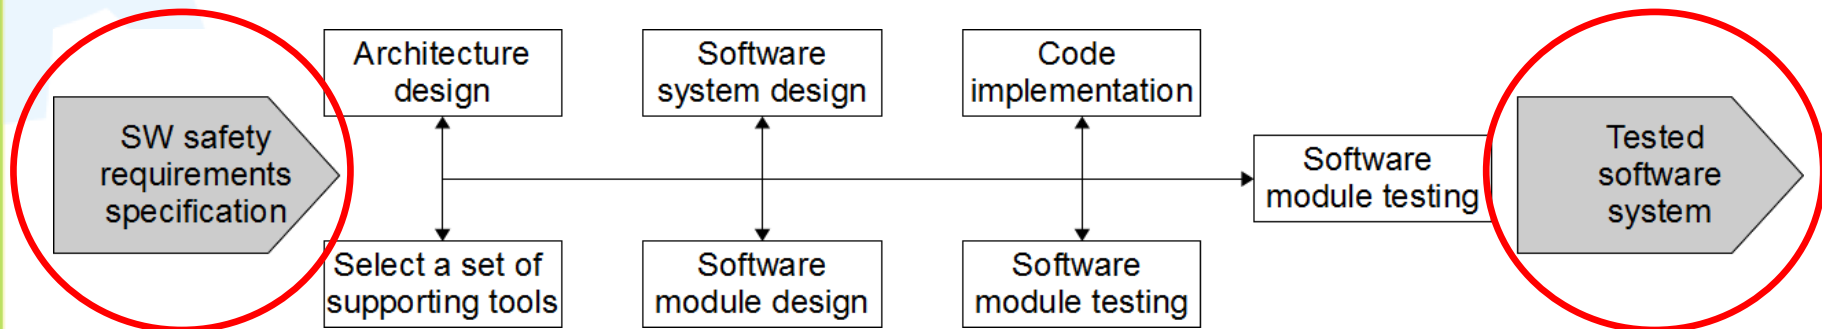 SW safety
requirements
specification
Architecture
design
Select a set of
supporting tools
Software
system design
Software
module design
Code
implementation
Software
module testing
Software
module testing
Tested
software
system